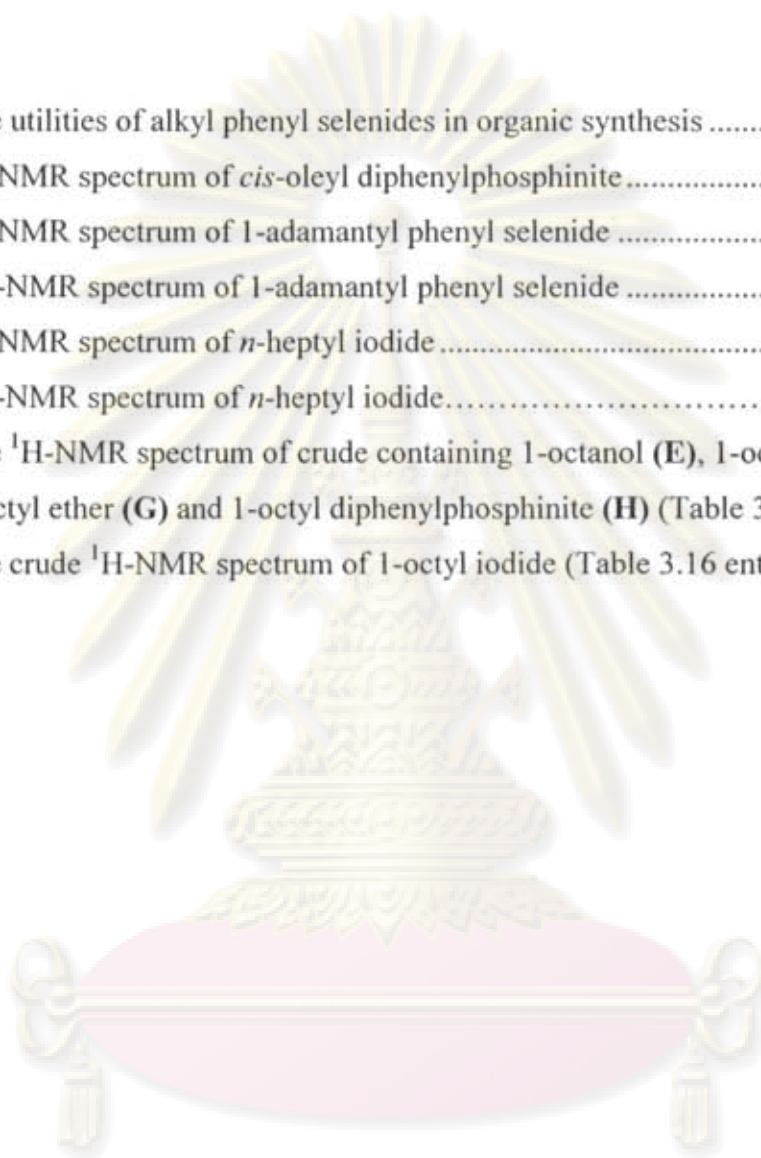 e utilities of alkyl phenyl selenides in organic synthesis .......
NMR spectrum of cis-oleyl diphenylphosphinite..................
NMR spectrum of 1-adamantyl phenyl selenide ...................
-NMR spectrum of 1-adamantyl phenyl selenide ..................
NMR spectrum of n-heptyl iodide..........................................
-NMR spectrum of n-heptyl iodide..............................
e ¹H-NMR spectrum of crude containing 1-octanol (E), 1-oc
ctyl ether (G) and 1-octyl diphenylphosphinite (H) (Table 3
e crude ¹H-NMR spectrum of 1-octyl iodide (Table 3.16 ent